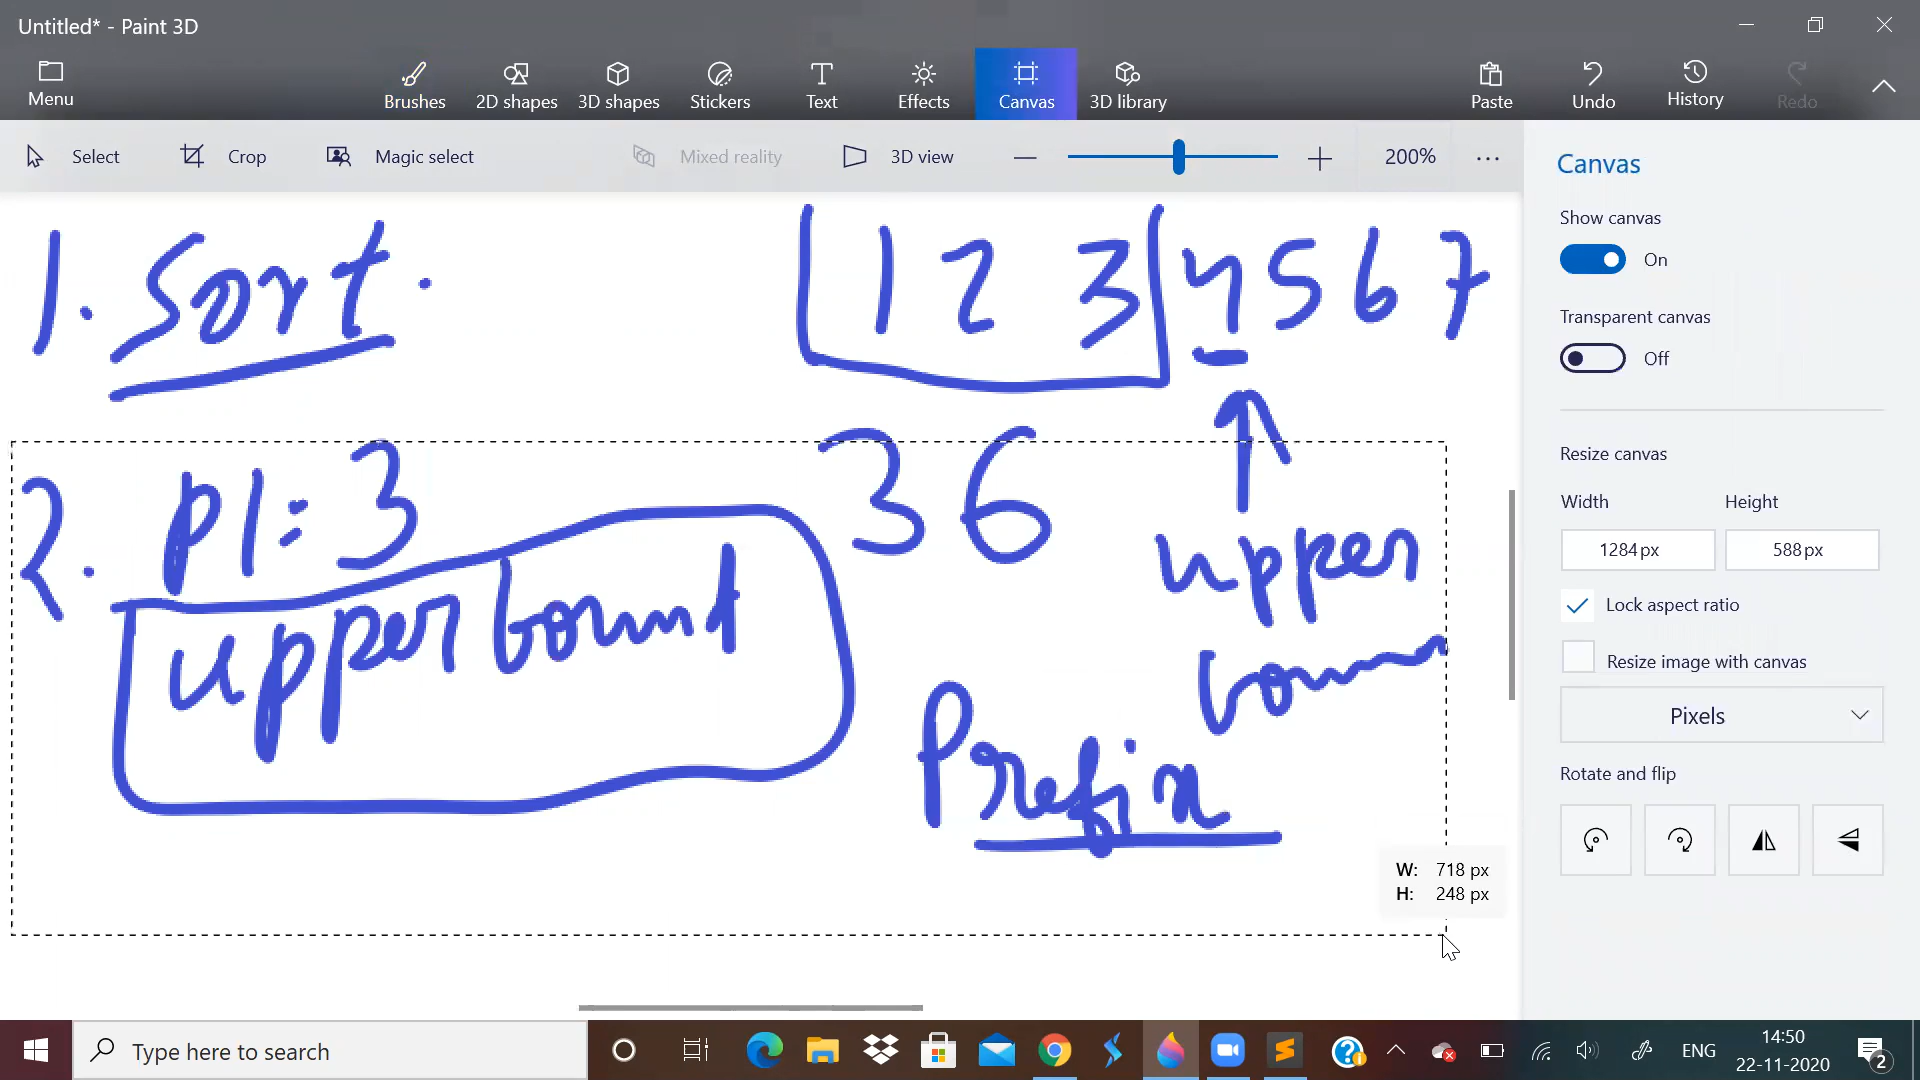 Untitled* - Paint 3D
Menu
Brushes 2D shapes 3D shapes Stickers Text Effects Canvas 3D library Paste Undo History Redo
Select Crop Magic select Mixed reality 3D view 200%
Canvas
Show canvas
On
Transparent canvas
Off
Resize canvas
Width Height
1284px 588px
Lock aspect ratio
Resize image with canvas
Pixels
Rotate and flip
1. Sort. 1 2 3 4 5 6 7
2. p1: 3 3 6
upper bound
upper
Prefix
W: 718 px
H: 248 px
Type here to search
ENG
14:50
22-11-2020
2